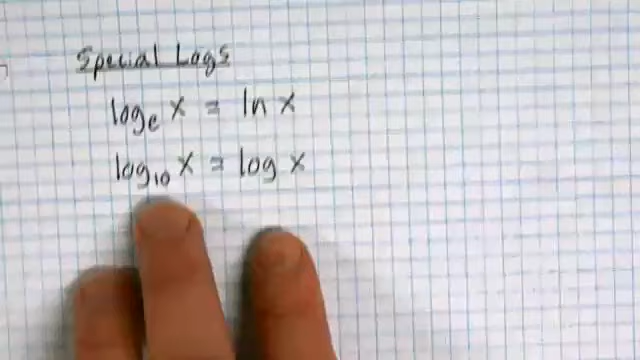 Special Logs
logₑ x = ln x
log₁₀ x = log x